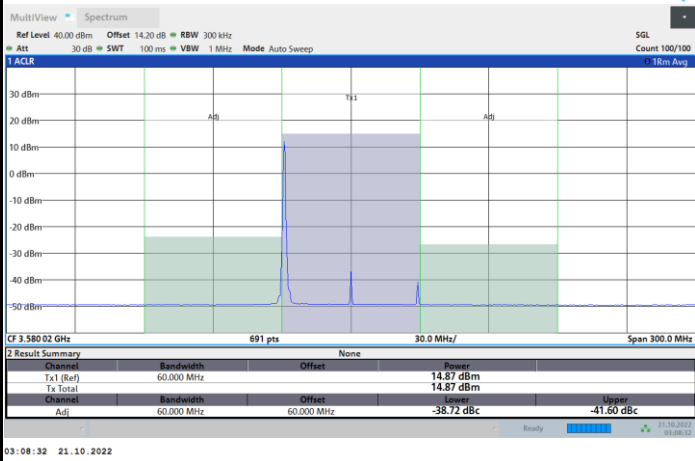 MultiView Spectrum
Ref Level 40.00 dBm Offset 14.20 dB RBW 300 kHz SGL
Att 30 dB SWT 100 ms VBW 1 MHz Mode Auto Sweep Count 100/100
1 ACLR 1Rm Avg
30 dBm
Tx1
20 dBm Adj Adj
10 dBm
0 dBm
-10 dBm
-20 dBm
-30 dBm
-40 dBm
-50 dBm
CF 3.580 02 GHz 691 pts 30.0 MHz/ Span 300.0 MHz
2 Result Summary None
Channel Bandwidth Offset Power
Tx1 (Ref) 60.000 MHz 14.87 dBm
Tx Total 14.87 dBm
Channel Bandwidth Offset Lower Upper
Adj 60.000 MHz 60.000 MHz -38.72 dBc -41.60 dBc
Ready 21.10.2022
03:08:32
03:08:32 21.10.2022